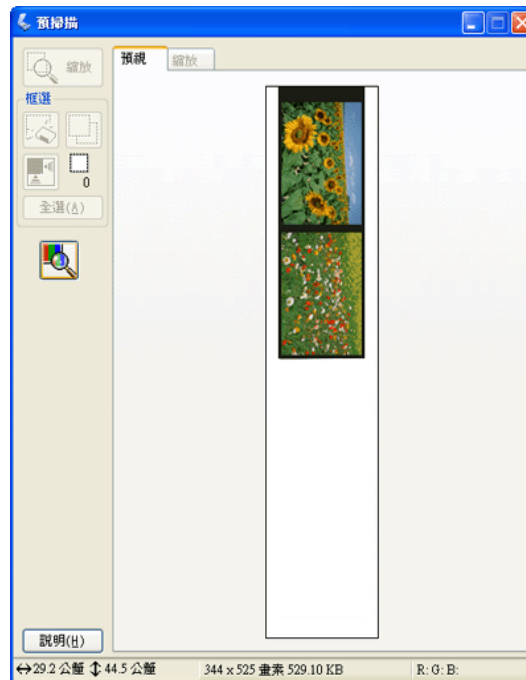 預掃描
縮放
預視
縮放
框選
0
全選(A)
說明(H)
29.2 公釐 44.5 公釐
344 x 525 畫素 529.10 KB
R: G: B: